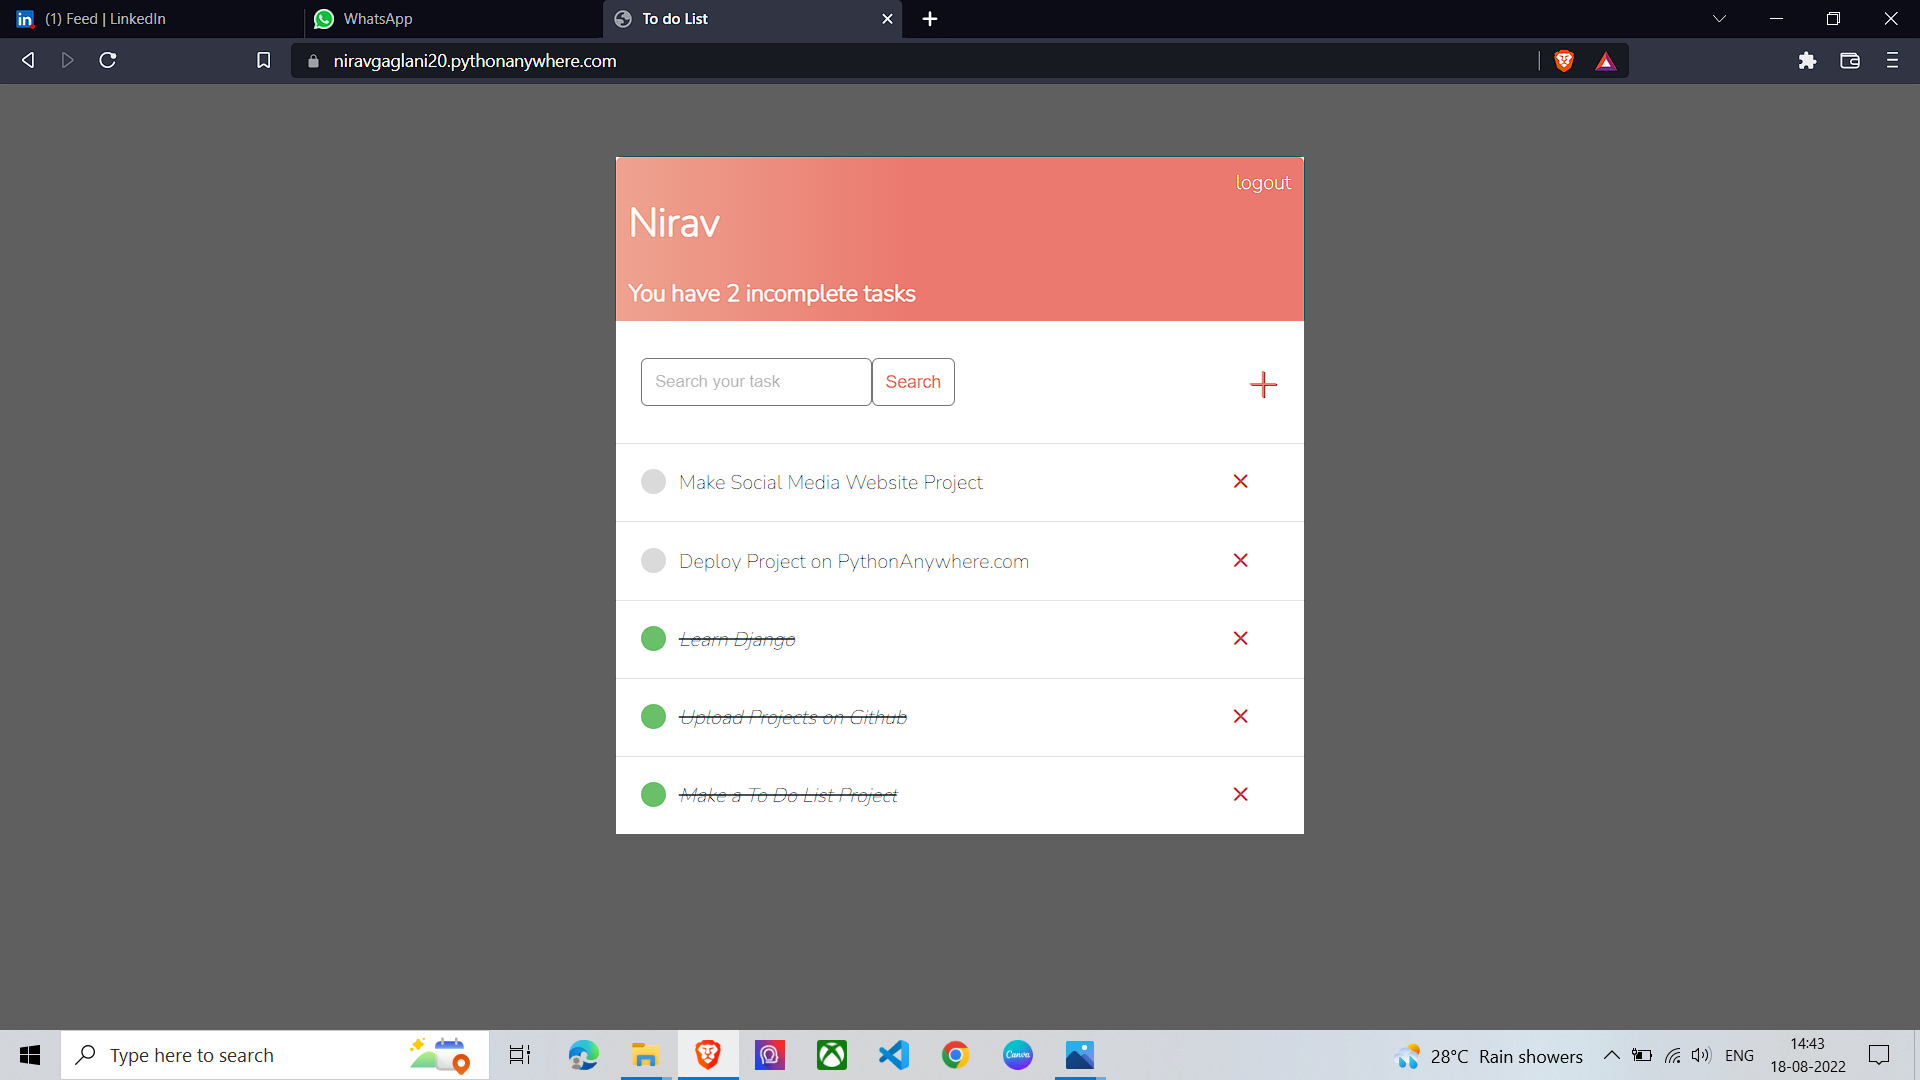 (1) Feed | LinkedIn
WhatsApp
To do List
niravgaglani20.pythonanywhere.com
logout
Nirav
You have 2 incomplete tasks
Search your task
Search
Make Social Media Website Project
Deploy Project on PythonAnywhere.com
Learn Django
Upload Projects on Github
Make a To Do List Project
Type here to search
Canva
28°C Rain showers
ENG
14:43
18-08-2022